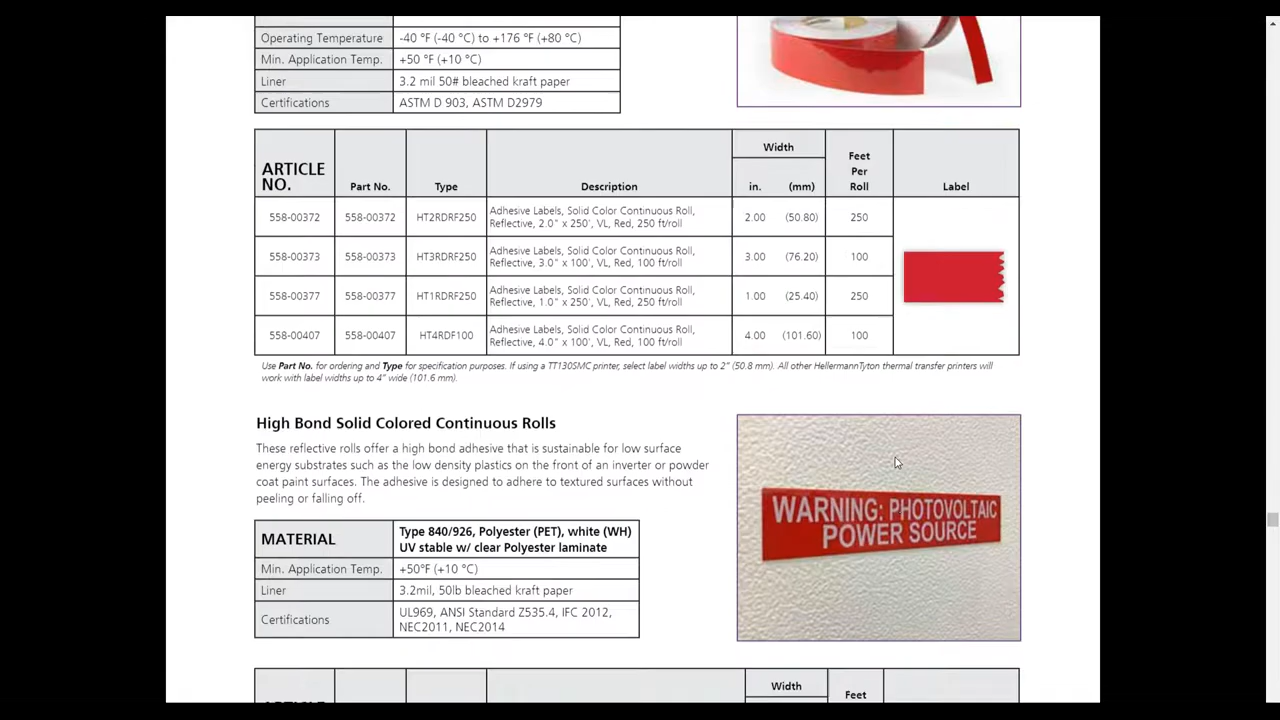 Operating Temperature -40 °F (-40 °C) to +176 °F (+80 °C)
Min. Application Temp. +50 °F (+10 °C)
Liner 3.2 mil 50# bleached kraft paper
Certifications ASTM D 903, ASTM D2979
Width
ARTICLE NO. Part No. Type Description in. (mm) Feet Per Roll Label
558-00372 558-00372 HT2RDRF250 Adhesive Labels, Solid Color Continuous Roll, 2.00 (50.80) 250
Reflective, 2.0" x 250', VL, Red, 250 ft/roll
558-00373 558-00373 HT3RDRF250 Adhesive Labels, Solid Color Continuous Roll, 3.00 (76.20) 100
Reflective, 3.0" x 100', VL, Red, 100 ft/roll
558-00377 558-00377 HT1RDRF250 Adhesive Labels, Solid Color Continuous Roll, 1.00 (25.40) 250
Reflective, 1.0" x 250', VL, Red, 250 ft/roll
558-00407 558-00407 HT4RDF100 Adhesive Labels, Solid Color Continuous Roll, 4.00 (101.60) 100
Reflective, 4.0" x 100', VL, Red, 100 ft/roll
Use Part No. for ordering and Type for specification purposes. If using a TT130SMC printer, select label widths up to 2" (50.8 mm). All other HellermannTyton thermal transfer printers will
work with label widths up to 4" wide (101.6 mm).
High Bond Solid Colored Continuous Rolls
These reflective rolls offer a high bond adhesive that is sustainable for low surface
energy substrates such as the low density plastics on the front of an inverter or powder
coat paint surfaces. The adhesive is designed to adhere to textured surfaces without
peeling or falling off.
WARNING: PHOTOVOLTAIC
POWER SOURCE
MATERIAL Type 840/926, Polyester (PET), white (WH)
UV stable w/ clear Polyester laminate
Min. Application Temp. +50°F (+10 °C)
Liner 3.2mil, 50lb bleached kraft paper
Certifications UL969, ANSI Standard Z535.4, IFC 2012,
NEC2011, NEC2014
Width
Feet